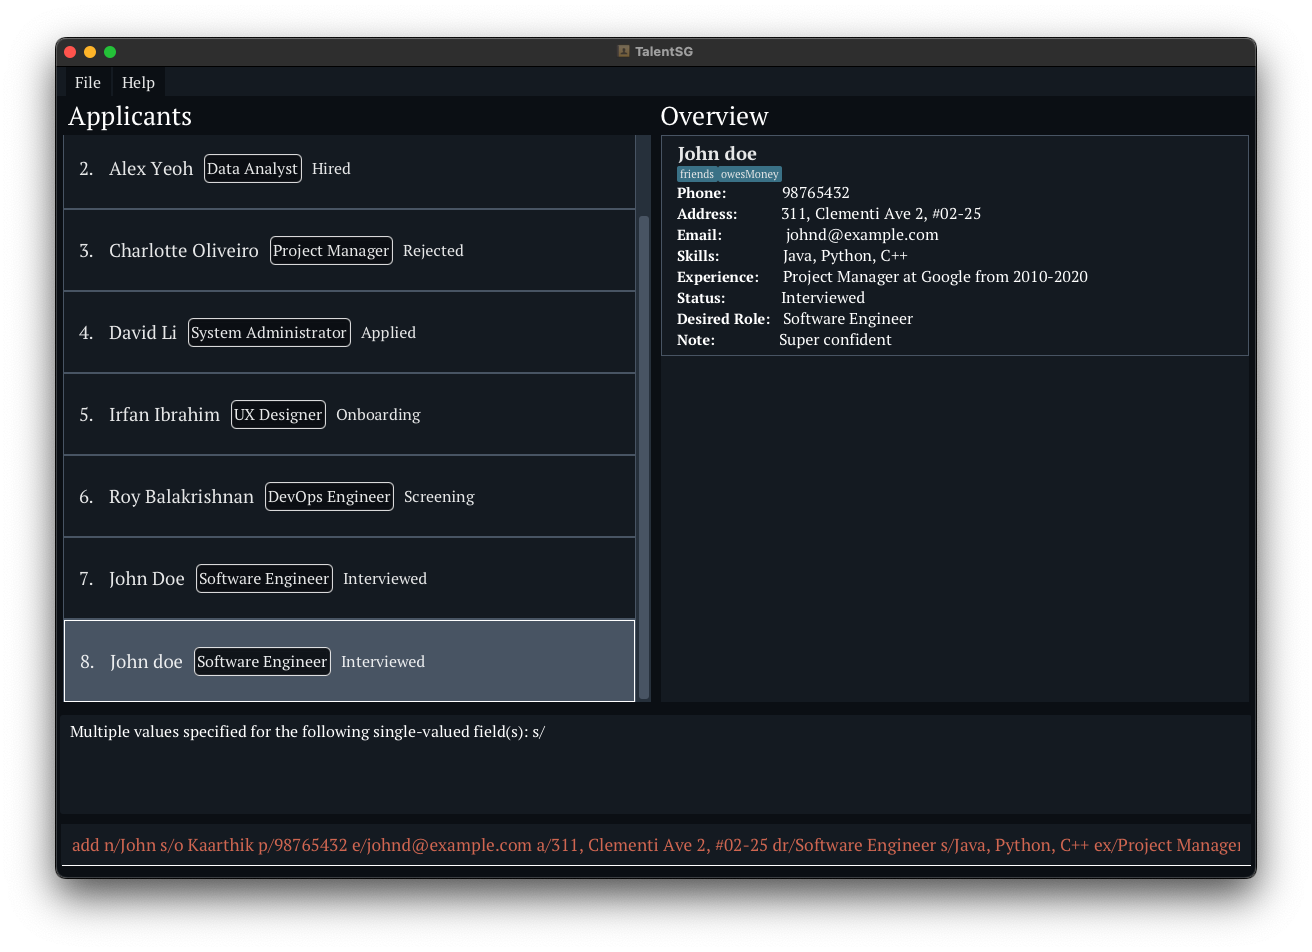 TalentSG
File Help
Applicants
2. Alex Yeoh Data Analyst Hired
3. Charlotte Oliveiro Project Manager Rejected
4. David Li System Administrator Applied
5. Irfan Ibrahim UX Designer Onboarding
6. Roy Balakrishnan DevOps Engineer Screening
7. John Doe Software Engineer Interviewed
8. John doe Software Engineer Interviewed
Overview
John doe
friends owesMoney
Phone: 98765432
Address: 311, Clementi Ave 2, #02-25
Email: johnd@example.com
Skills: Java, Python, C++
Experience: Project Manager at Google from 2010-2020
Status: Interviewed
Desired Role: Software Engineer
Note: Super confident
Multiple values specified for the following single-valued field(s): s/
add n/John s/o Kaarthik p/98765432 e/johnd@example.com a/311, Clementi Ave 2, #02-25 dr/Software Engineer s/Java, Python, C++ ex/Project Manager